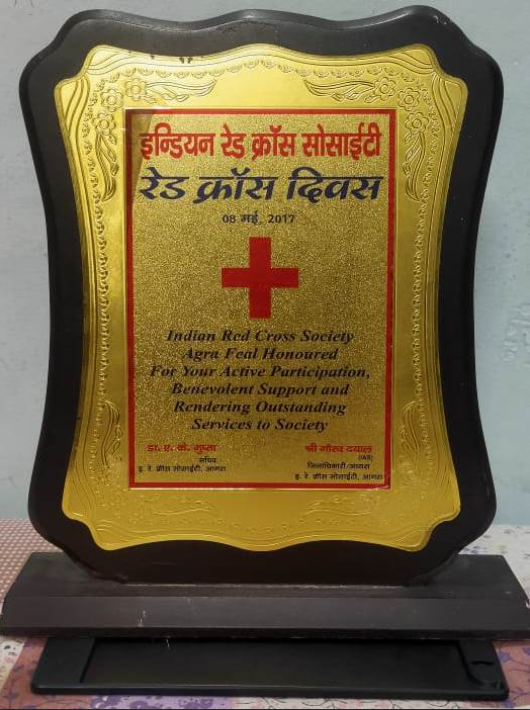 इन्डियन रेड क्रॉस सोसाईटी
रेड क्रॉस दिवस
08 मई, 2017
Indian Red Cross Society
Agra Feal Honoured
For Your Active Participation,
Benevolent Support and
Rendering Outstanding
Services to Society
डा. ए. के. गुप्ता
सचिव
इ. रे. क्रॉस सोसाईटी, आगरा
श्री गौरव दयाल
(IAS)
जिलाधिकारी/अध्यक्ष
इ. रे. क्रॉस सोसाईटी, आगरा